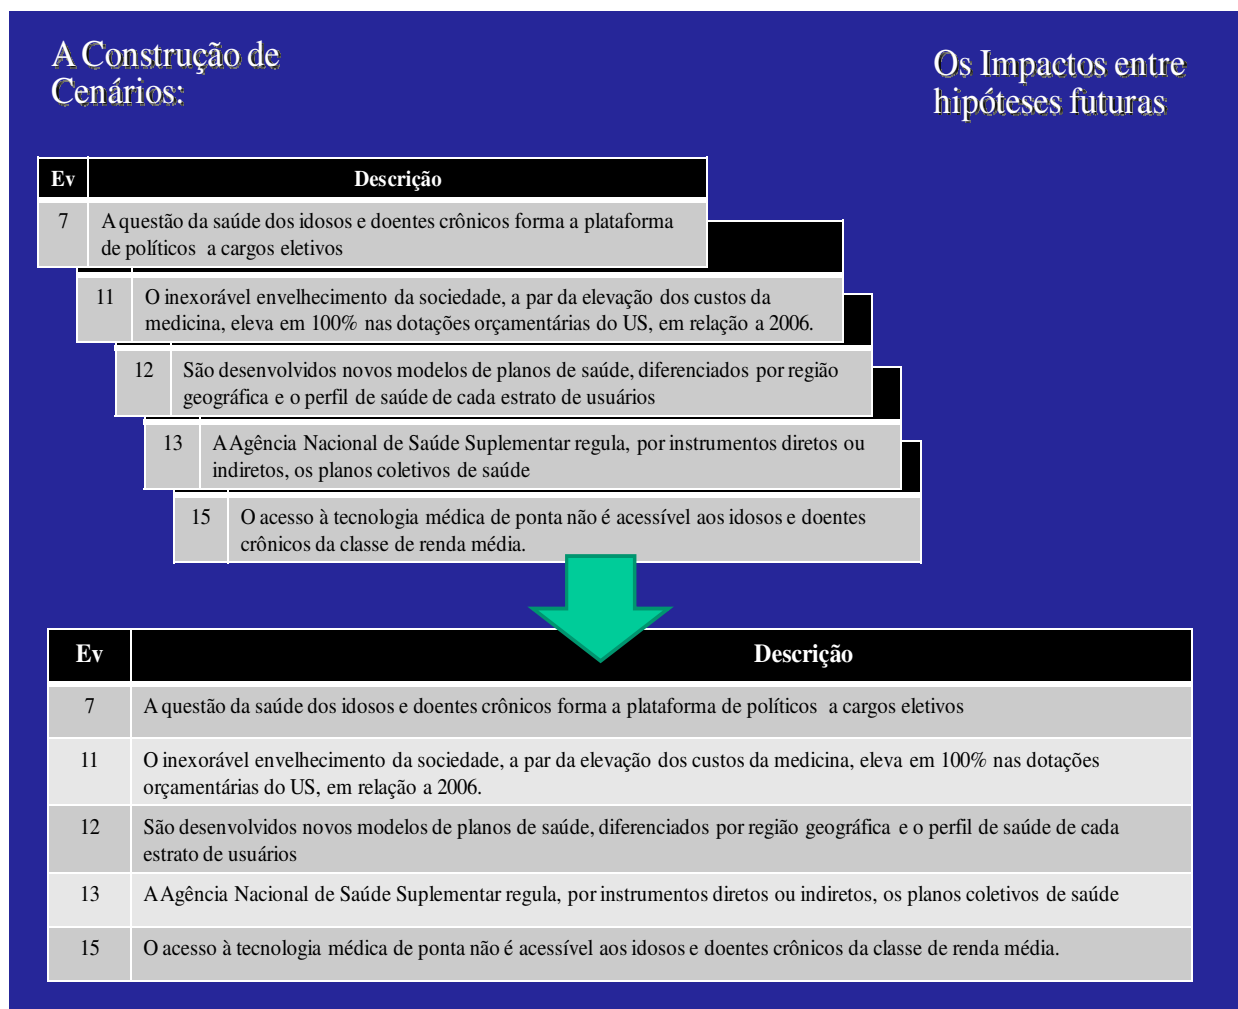 A Construção de
Cenários:
Os Impactos entre
hipóteses futuras
Ev Descrição
7 A questão da saúde dos idosos e doentes crônicos forma a plataforma
de políticos a cargos eletivos
11 O inexorável envelhecimento da sociedade, a par da elevação dos custos da
medicina, eleva em 100% nas dotações orçamentárias do US, em relação a 2006.
12 São desenvolvidos novos modelos de planos de saúde, diferenciados por região
geográfica e o perfil de saúde de cada estrato de usuários
13 A Agência Nacional de Saúde Suplementar regula, por instrumentos diretos ou
indiretos, os planos coletivos de saúde
15 O acesso à tecnologia médica de ponta não é acessível aos idosos e doentes
crônicos da classe de renda média.
Ev Descrição
7 A questão da saúde dos idosos e doentes crônicos forma a plataforma de políticos a cargos eletivos
11 O inexorável envelhecimento da sociedade, a par da elevação dos custos da medicina, eleva em 100% nas dotações
orçamentárias do US, em relação a 2006.
12 São desenvolvidos novos modelos de planos de saúde, diferenciados por região geográfica e o perfil de saúde de cada
estrato de usuários
13 A Agência Nacional de Saúde Suplementar regula, por instrumentos diretos ou indiretos, os planos coletivos de saúde
15 O acesso à tecnologia médica de ponta não é acessível aos idosos e doentes crônicos da classe de renda média.